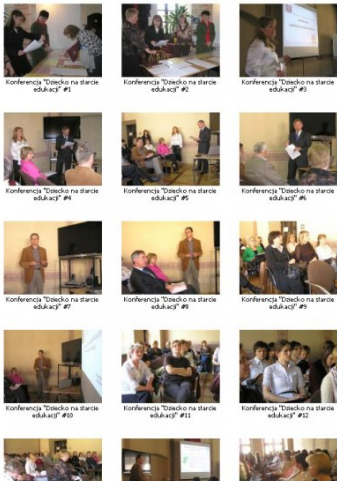 Konferencja "Dziecko na starcie
edukacji" #1
Konferencja "Dziecko na starcie
edukacji" #2
Konferencja "Dziecko na starcie
edukacji" #3
Konferencja "Dziecko na starcie
edukacji" #4
Konferencja "Dziecko na starcie
edukacji" #5
Konferencja "Dziecko na starcie
edukacji" #6
Konferencja "Dziecko na starcie
edukacji" #7
Konferencja "Dziecko na starcie
edukacji" #8
Konferencja "Dziecko na starcie
edukacji" #9
Konferencja "Dziecko na starcie
edukacji" #10
Konferencja "Dziecko na starcie
edukacji" #11
Konferencja "Dziecko na starcie
edukacji" #12